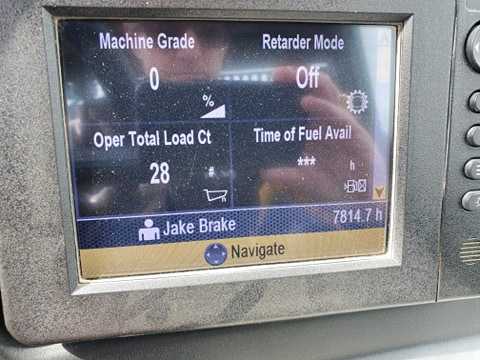 Machine Grade
0
%
Retarder Mode
Off
Oper Total Load Ct
28
#
Time of Fuel Avail
***
h
Jake Brake
7814.7 h
Navigate